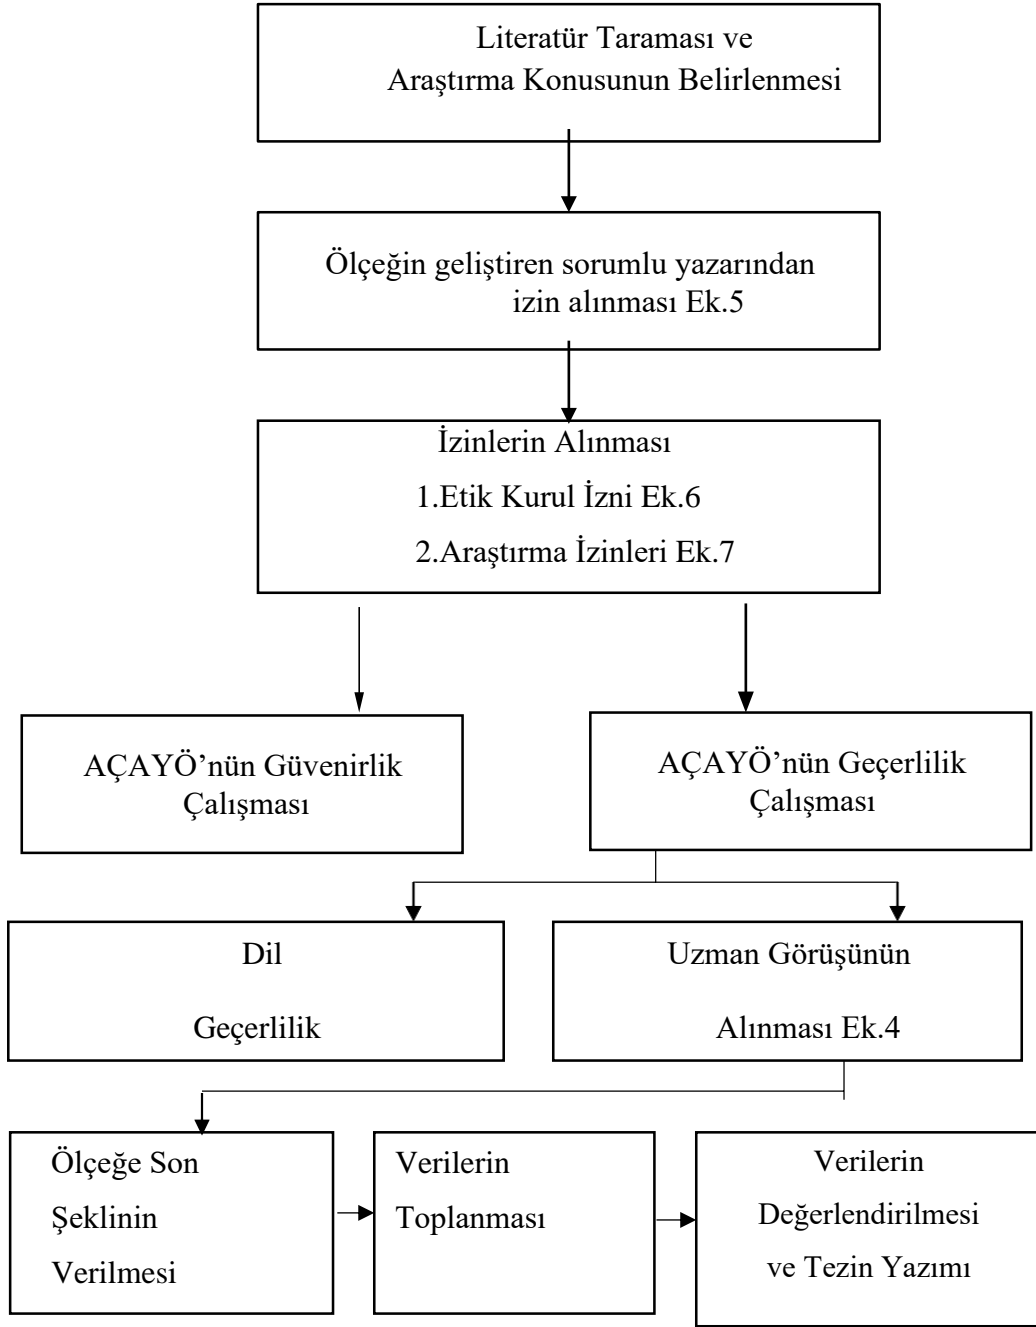 Literatür Taraması ve
Araştırma Konusunun Belirlenmesi
Ölçeğin geliştiren sorumlu yazarından
izin alınması Ek.5
İzinlerin Alınması
1.Etik Kurul İzni Ek.6
2.Araştırma İzinleri Ek.7
AÇAYÖ’nün Güvenirlik
Çalışması
AÇAYÖ’nün Geçerlilik
Çalışması
Dil
Geçerlilik
Uzman Görüşünün
Alınması Ek.4
Ölçeğe Son
Şeklinin
Verilmesi
Verilerin
Toplanması
Verilerin
Değerlendirilmesi
ve Tezin Yazımı